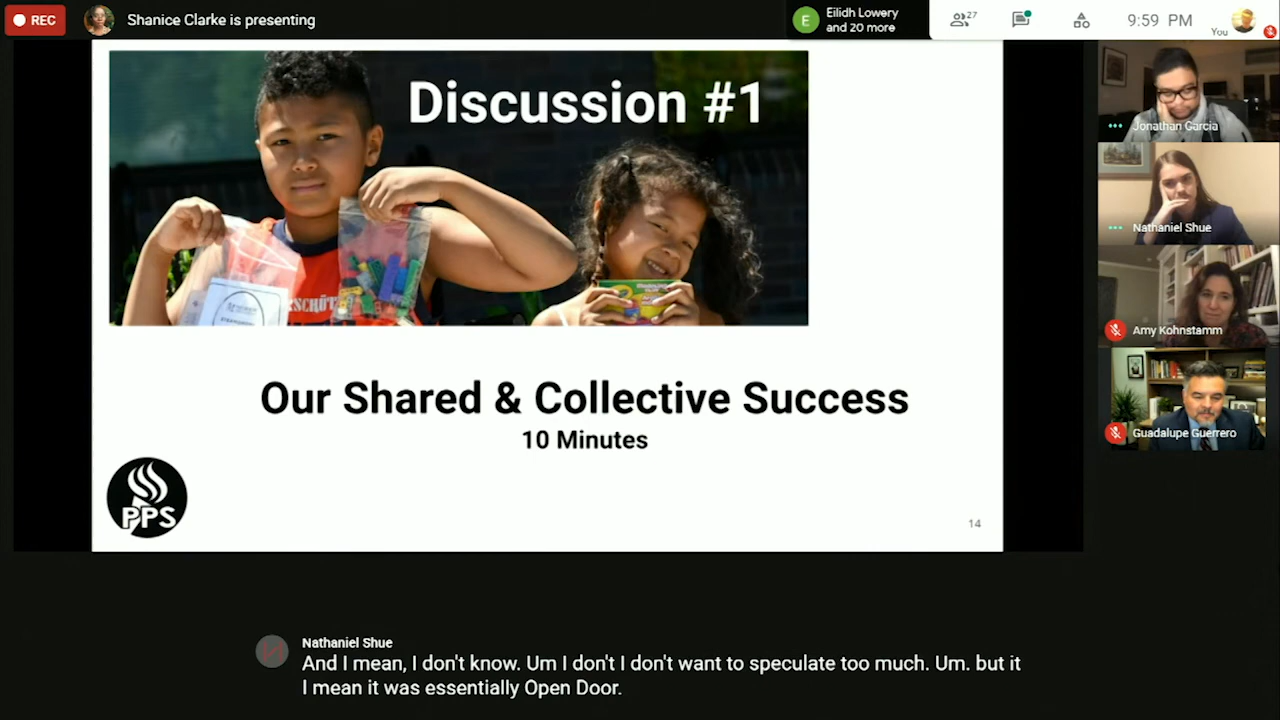 REC
Shanice Clarke is presenting
E
Eilidh Lowery
and 20 more
27
9:59 PM
You
Discussion #1
Jonathan Garcia
Nathaniel Shue
Amy Kohnstamm
Guadalupe Guerrero
Our Shared & Collective Success
10 Minutes
PPS
14
Nathaniel Shue
And I mean, I don't know. Um I don't I don't want to speculate too much. Um. but it
I mean it was essentially Open Door.